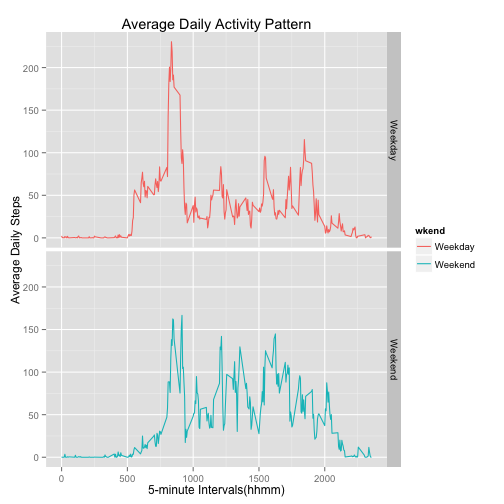 Average Daily Activity Pattern
Average Daily Steps
200
150
100
50
0
Weekday
200
150
100
50
0
Weekend
0
500
1000
1500
2000
5-minute Intervals(hhmm)
wkend
Weekday
Weekend